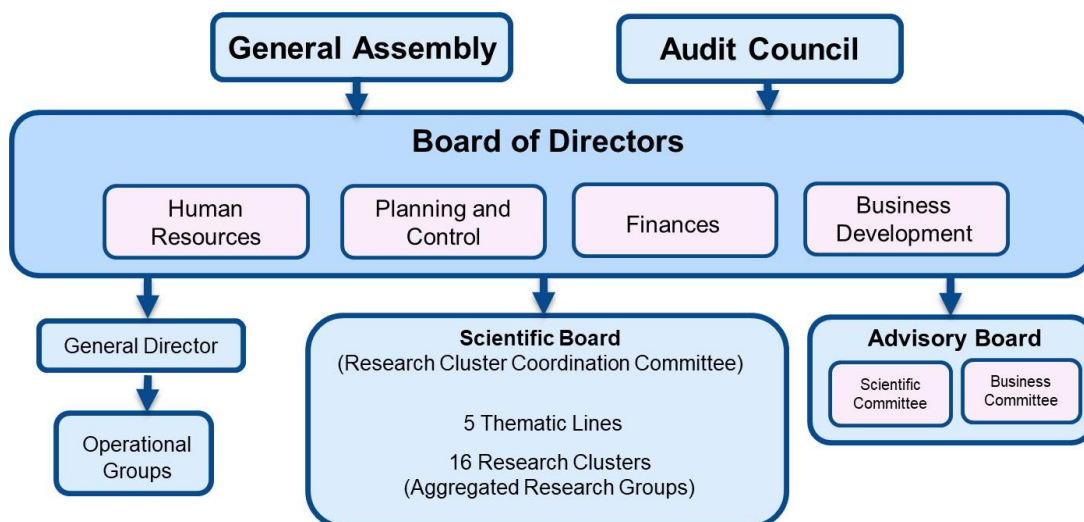 General Assembly
Audit Council
Board of Directors
Human
Resources
Planning and
Control
Finances
Business
Development
General Director
Operational
Groups
Scientific Board
(Research Cluster Coordination Committee)
5 Thematic Lines
16 Research Clusters
(Aggregated Research Groups)
Advisory Board
Scientific
Committee
Business
Committee